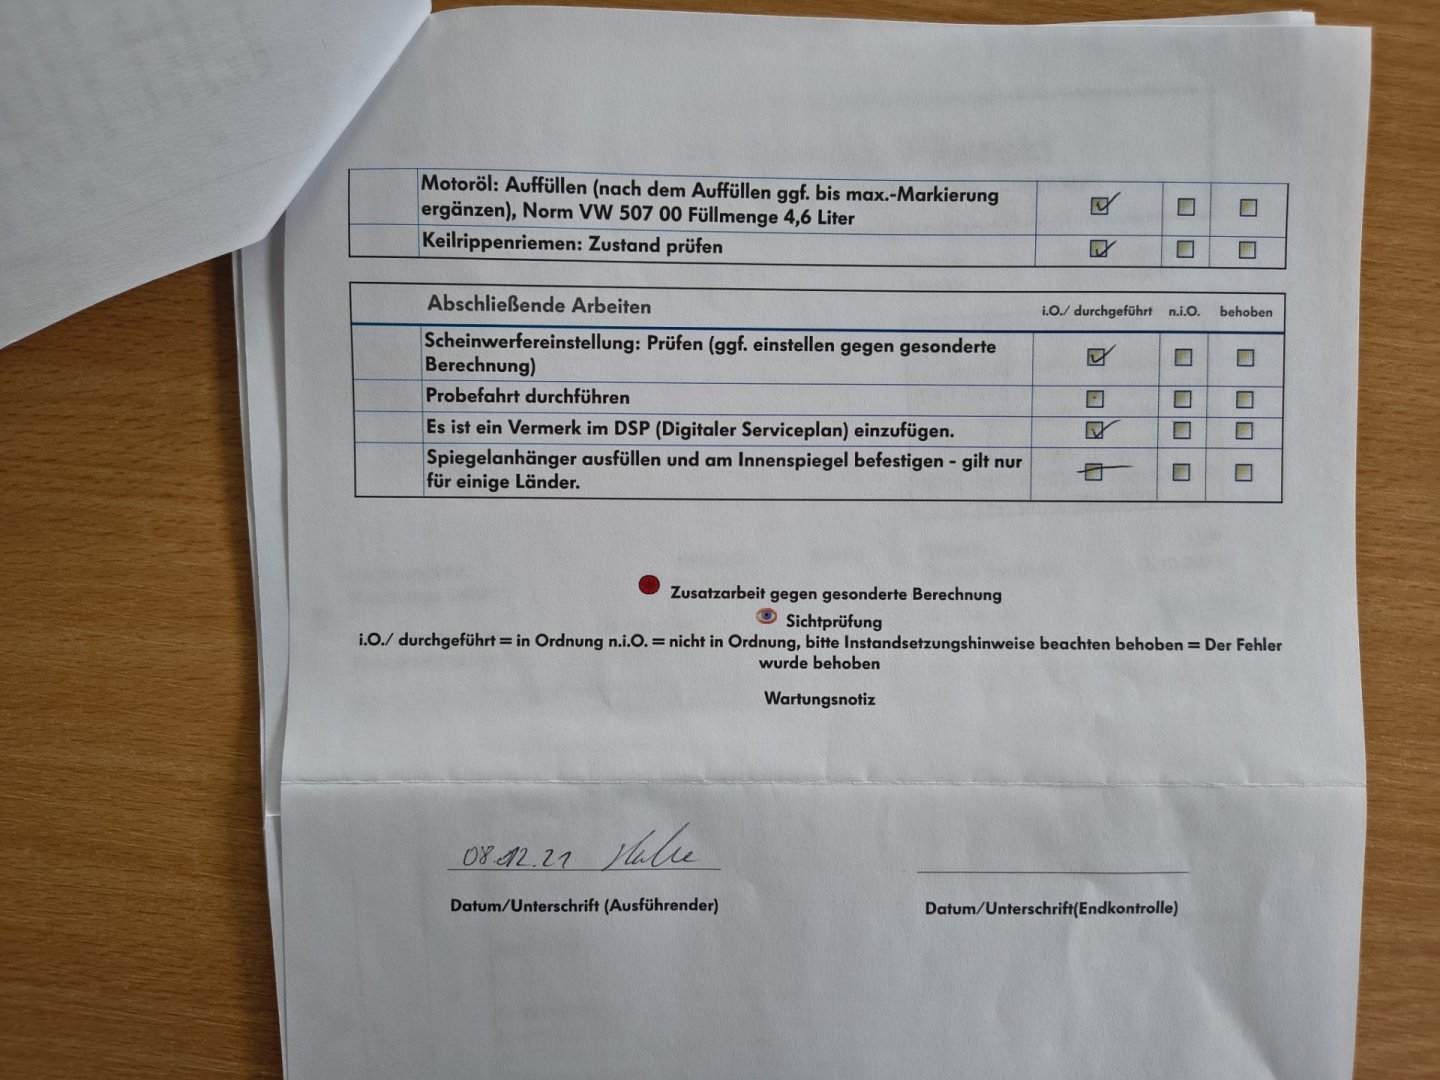 Motoröl: Auffüllen (nach dem Auffüllen ggf. bis max.-Markierung
ergänzen), Norm VW 507 00 Füllmenge 4,6 Liter
Keilrippenriemen: Zustand prüfen
Abschließende Arbeiten i.O./ durchgeführt n.i.O. behoben
Scheinwerfereinstellung: Prüfen (ggf. einstellen gegen gesonderte
Berechnung)
Probefahrt durchführen
Es ist ein Vermerk im DSP (Digitaler Serviceplan) einzufügen.
Spiegelanhänger ausfüllen und am Innenspiegel befestigen - gilt nur
für einige Länder.
Zusatzarbeit gegen gesonderte Berechnung
Sichtprüfung
i.O./ durchgeführt = in Ordnung n.i.O. = nicht in Ordnung, bitte Instandsetzungshinweise beachten behoben = Der Fehler
wurde behoben
Wartungsnotiz
08.12.21
Datum/Unterschrift (Ausführender) Datum/Unterschrift(Endkontrolle)